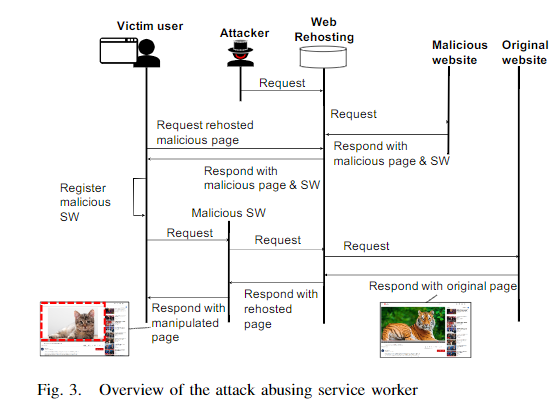 Victim user
Attacker
Web
Rehosting
Malicious
website
Original
website
Request
Request
Request rehosted
malicious page
Respond with
malicious page & SW
Respond with
malicious page & SW
Register
malicious
SW
Malicious SW
Request
Request
Request
Respond with original page
Respond with
rehosted
page
Respond with
manipulated
page
Fig. 3. Overview of the attack abusing service worker